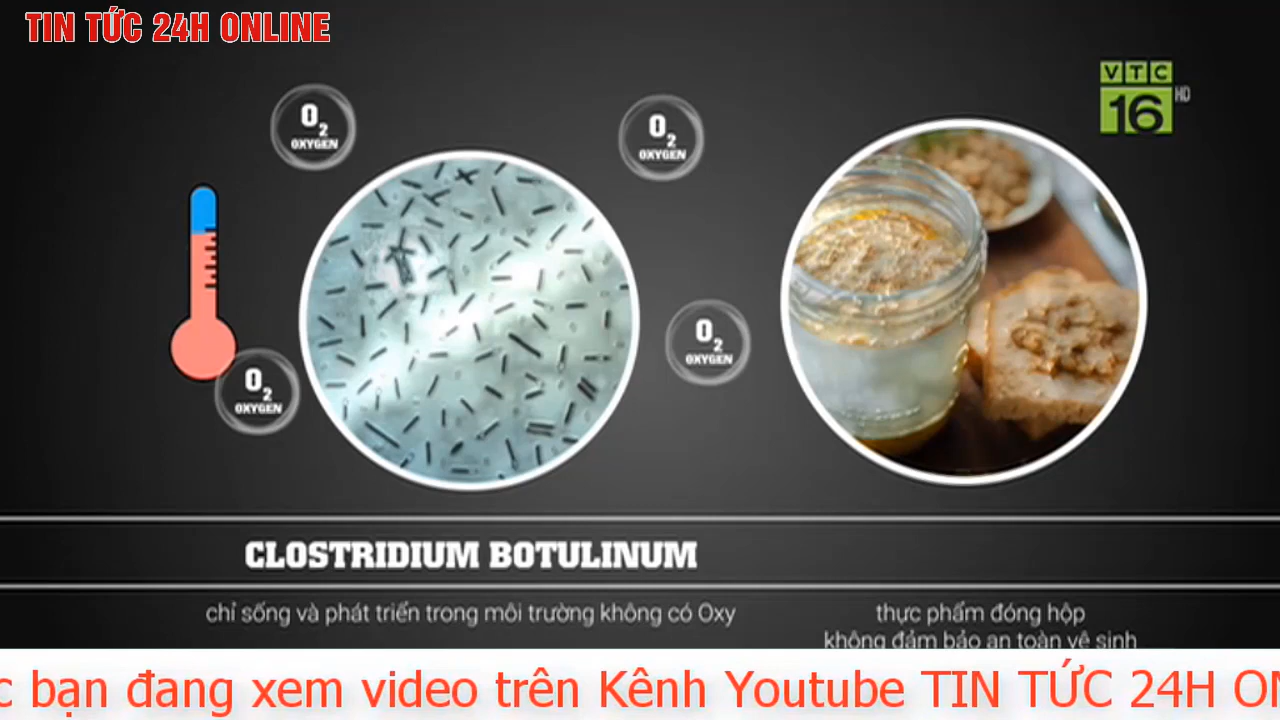 TIN TỨC 24H ONLINE
VTC
16 HD
O2
OXYGEN
O2
OXYGEN
O2
OXYGEN
O2
OXYGEN
CLOSTRIDIUM BOTULINUM
chỉ sống và phát triển trong môi trường không có Oxy
thực phẩm đóng hộp
không đảm bảo an toàn vệ sinh
c bạn đang xem video trên Kênh Youtube TIN TỨC 24H ON